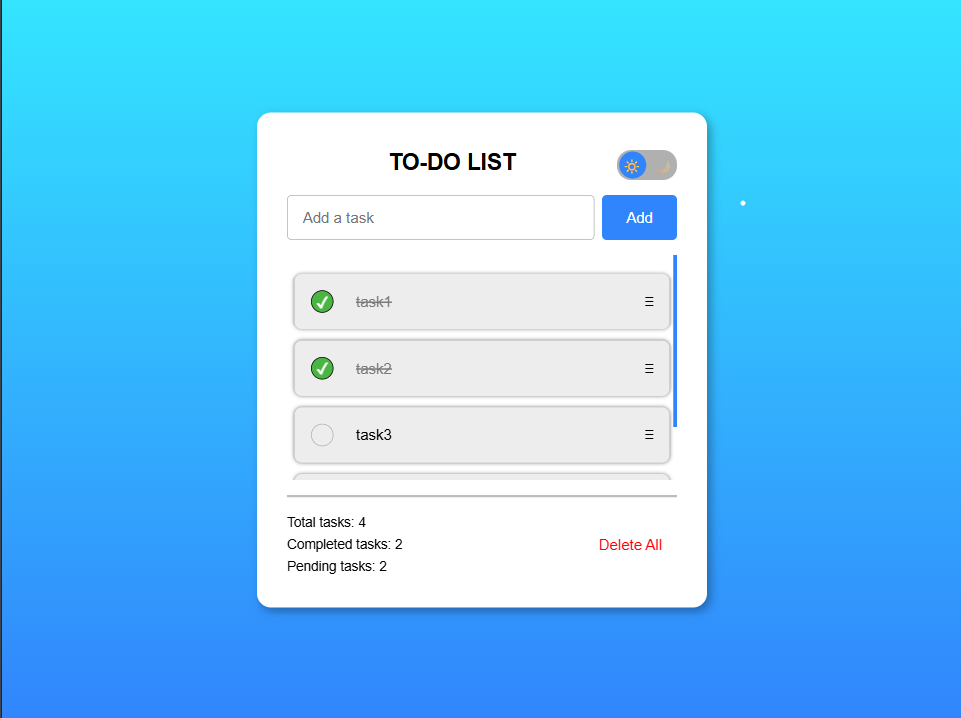 TO-DO LIST
Add a task
Add
task1
task2
task3
Total tasks: 4
Completed tasks: 2
Delete All
Pending tasks: 2